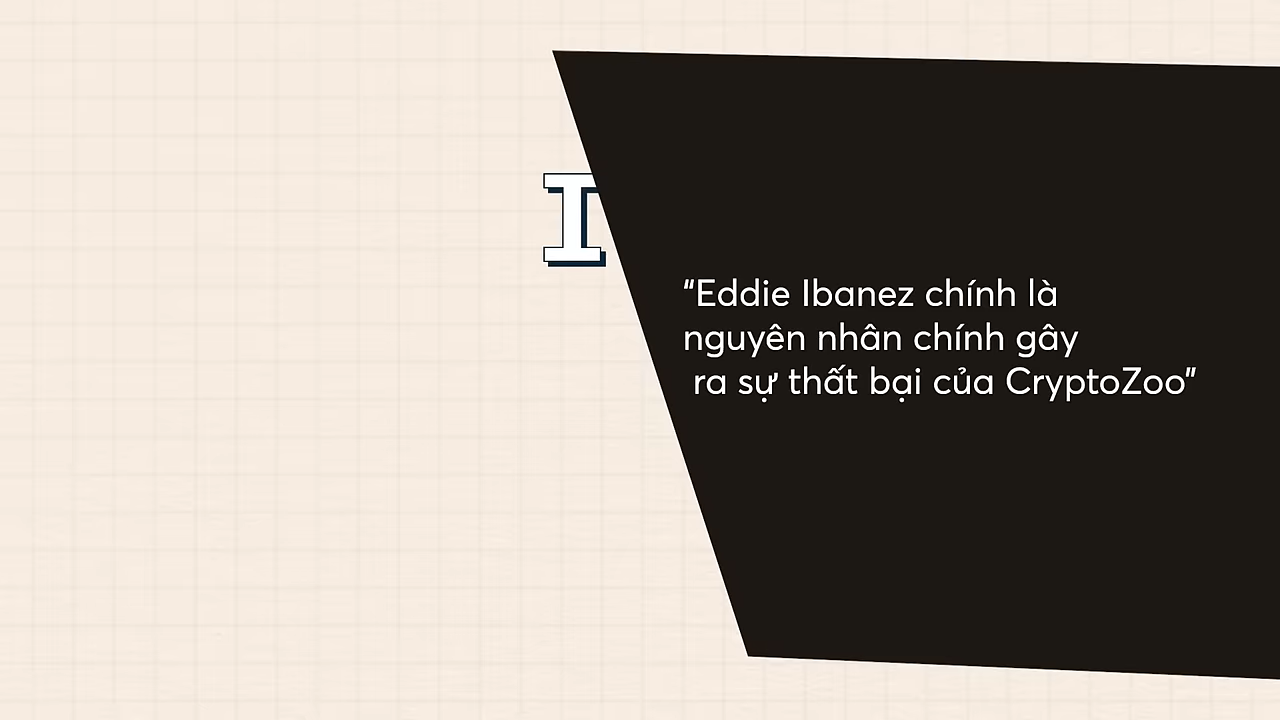 I
“Eddie Ibanez chính là
nguyên nhân chính gây
ra sự thất bại của CryptoZoo”